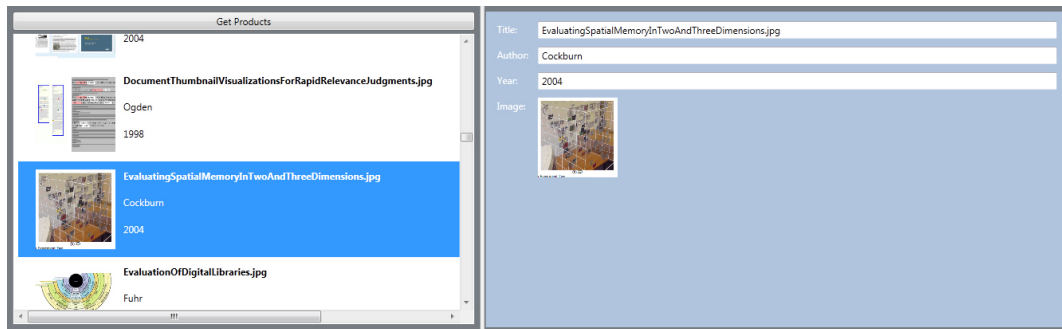 Get Products
2004
DocumentThumbnailVisualizationsForRapidRelevanceJudgments.jpg
Ogden
1998
EvaluatingSpatialMemoryInTwoAndThreeDimensions.jpg
Cockburn
2004
EvaluationOfDigitalLibraries.jpg
Fuhr
Title: EvaluatingSpatialMemoryInTwoAndThreeDimensions.jpg
Author: Cockburn
Year: 2004
Image: